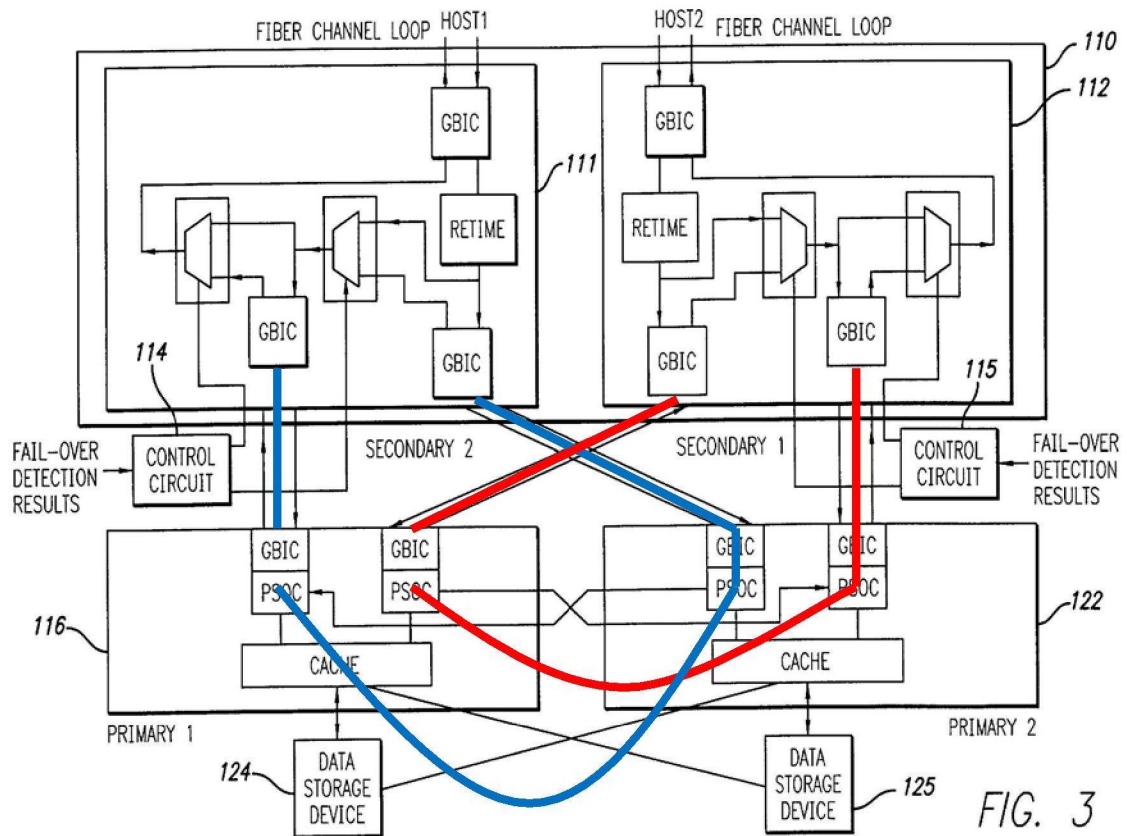 FIBER CHANNEL LOOP
HOST1
HOST2
FIBER CHANNEL LOOP
110
112
GBIC
GBIC
111
RETIME
RETIME
GBIC
GBIC
GBIC
GBIC
114
115
SECONDARY 2
SECONDARY 1
FAIL-OVER
DETECTION
RESULTS
CONTROL
CIRCUIT
CONTROL
CIRCUIT
FAIL-OVER
DETECTION
RESULTS
GBIC
GBIC
GBIC
GBIC
PSOC
PSOC
PSOC
PSOC
116
122
CACHE
CACHE
PRIMARY 1
PRIMARY 2
124
DATA
STORAGE
DEVICE
DATA
STORAGE
DEVICE
125
FIG. 3